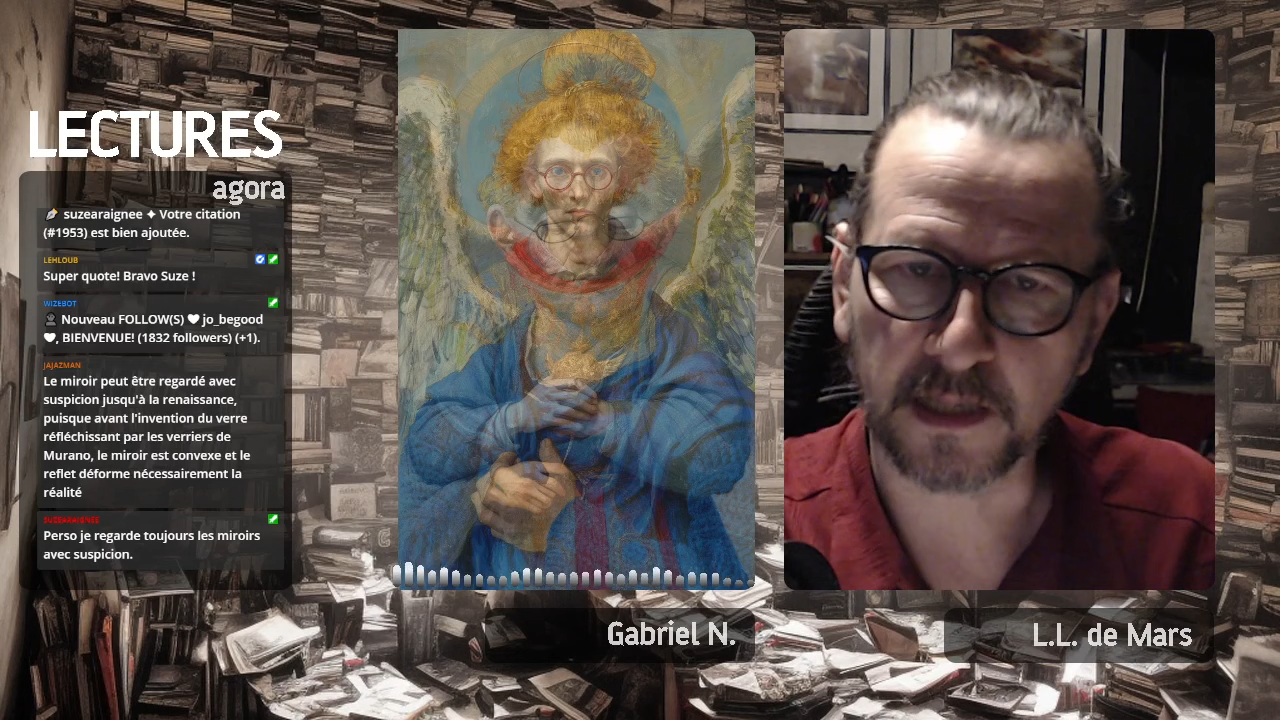 LECTURES
agora
suzearaignee ✦ Votre citation
(#1953) est bien ajoutée.
LEHLOUB
Super quote! Bravo Suze !
WIZEBOT
Nouveau FOLLOW(S) ♥ jo_begood
♥, BIENVENUE! (1832 followers) (+1).
JAJAZMAN
Le miroir peut être regardé avec
suspicion jusqu'à la renaissance,
puisque avant l'invention du verre
réfléchissant par les verriers de
Murano, le miroir est convexe et le
reflet déforme nécessairement la
réalité
SUZEARAIGNEE
Perso je regarde toujours les miroirs
avec suspicion.
Gabriel N.
L.L. de Mars